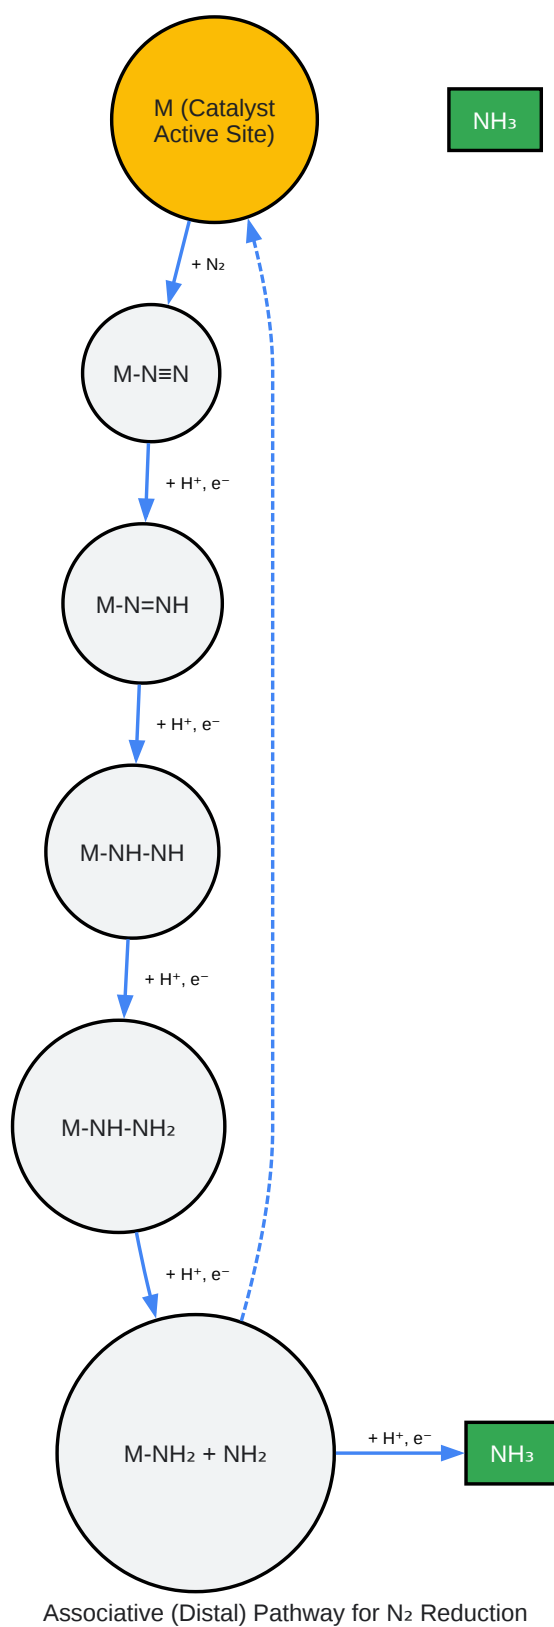 M (Catalyst
Active Site)
NH₃
+ N₂
M-N≡N
+ H⁺, e⁻
M-N=NH
+ H⁺, e⁻
M-NH-NH
+ H⁺, e⁻
M-NH-NH₂
+ H⁺, e⁻
M-NH₂ + NH₂
+ H⁺, e⁻
NH₃
Associative (Distal) Pathway for N₂ Reduction